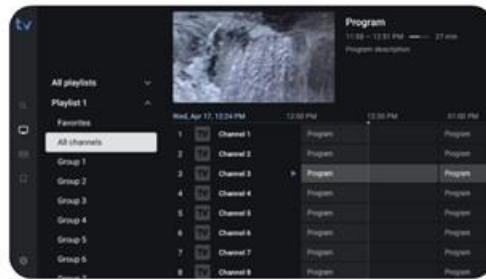 tv
Program
11:50 – 12:51 PM 27 min
Program description
All playlists
Playlist 1
Favorites
All channels
Group 1
Group 2
Group 3
Group 4
Group 5
Group 6
Wed, Apr 17, 12:24 PM 12:00 PM 12:30 PM 01:00 PM
1 TV Channel 1 Program Program
2 TV Channel 2 Program Program
3 TV Channel 3 Program Program
4 TV Channel 4 Program Program
5 TV Channel 5 Program Program
6 TV Channel 6 Program Program
7 TV Channel 7 Program Program
8 TV Channel 8 Program Program